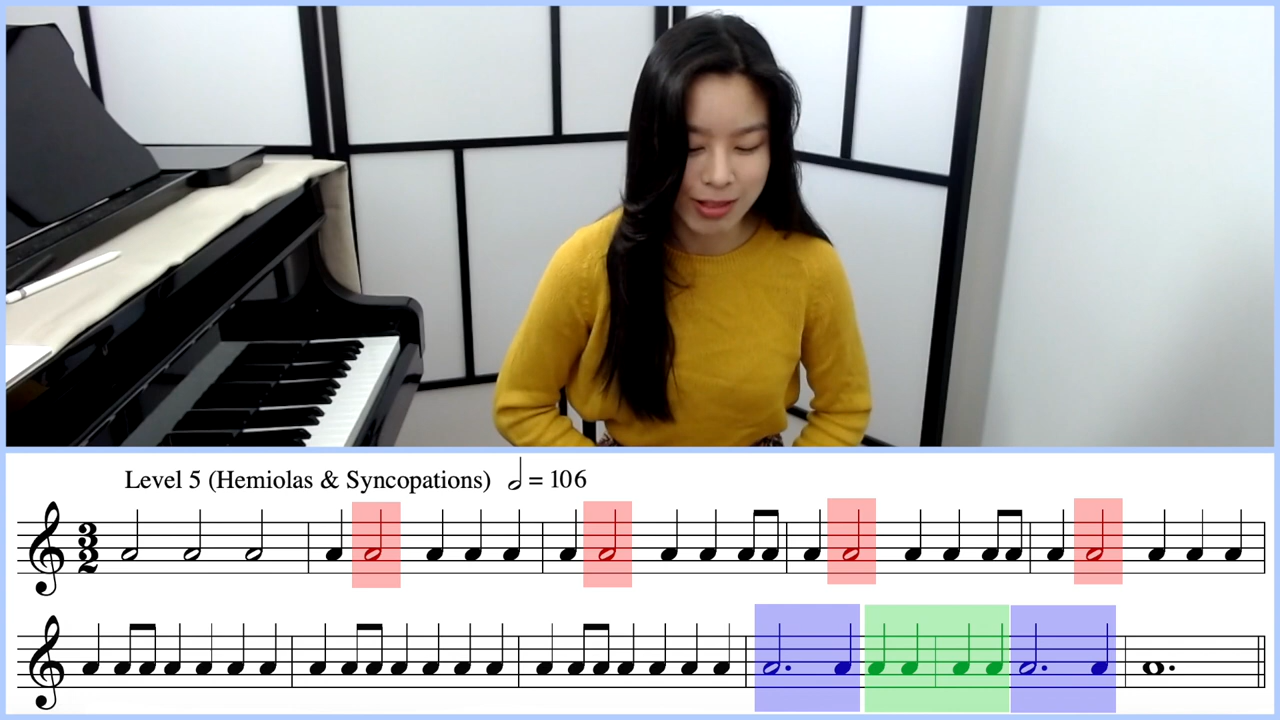 Level 5 (Hemiolas & Syncopations) 𝅗𝅥 = 106
3
2